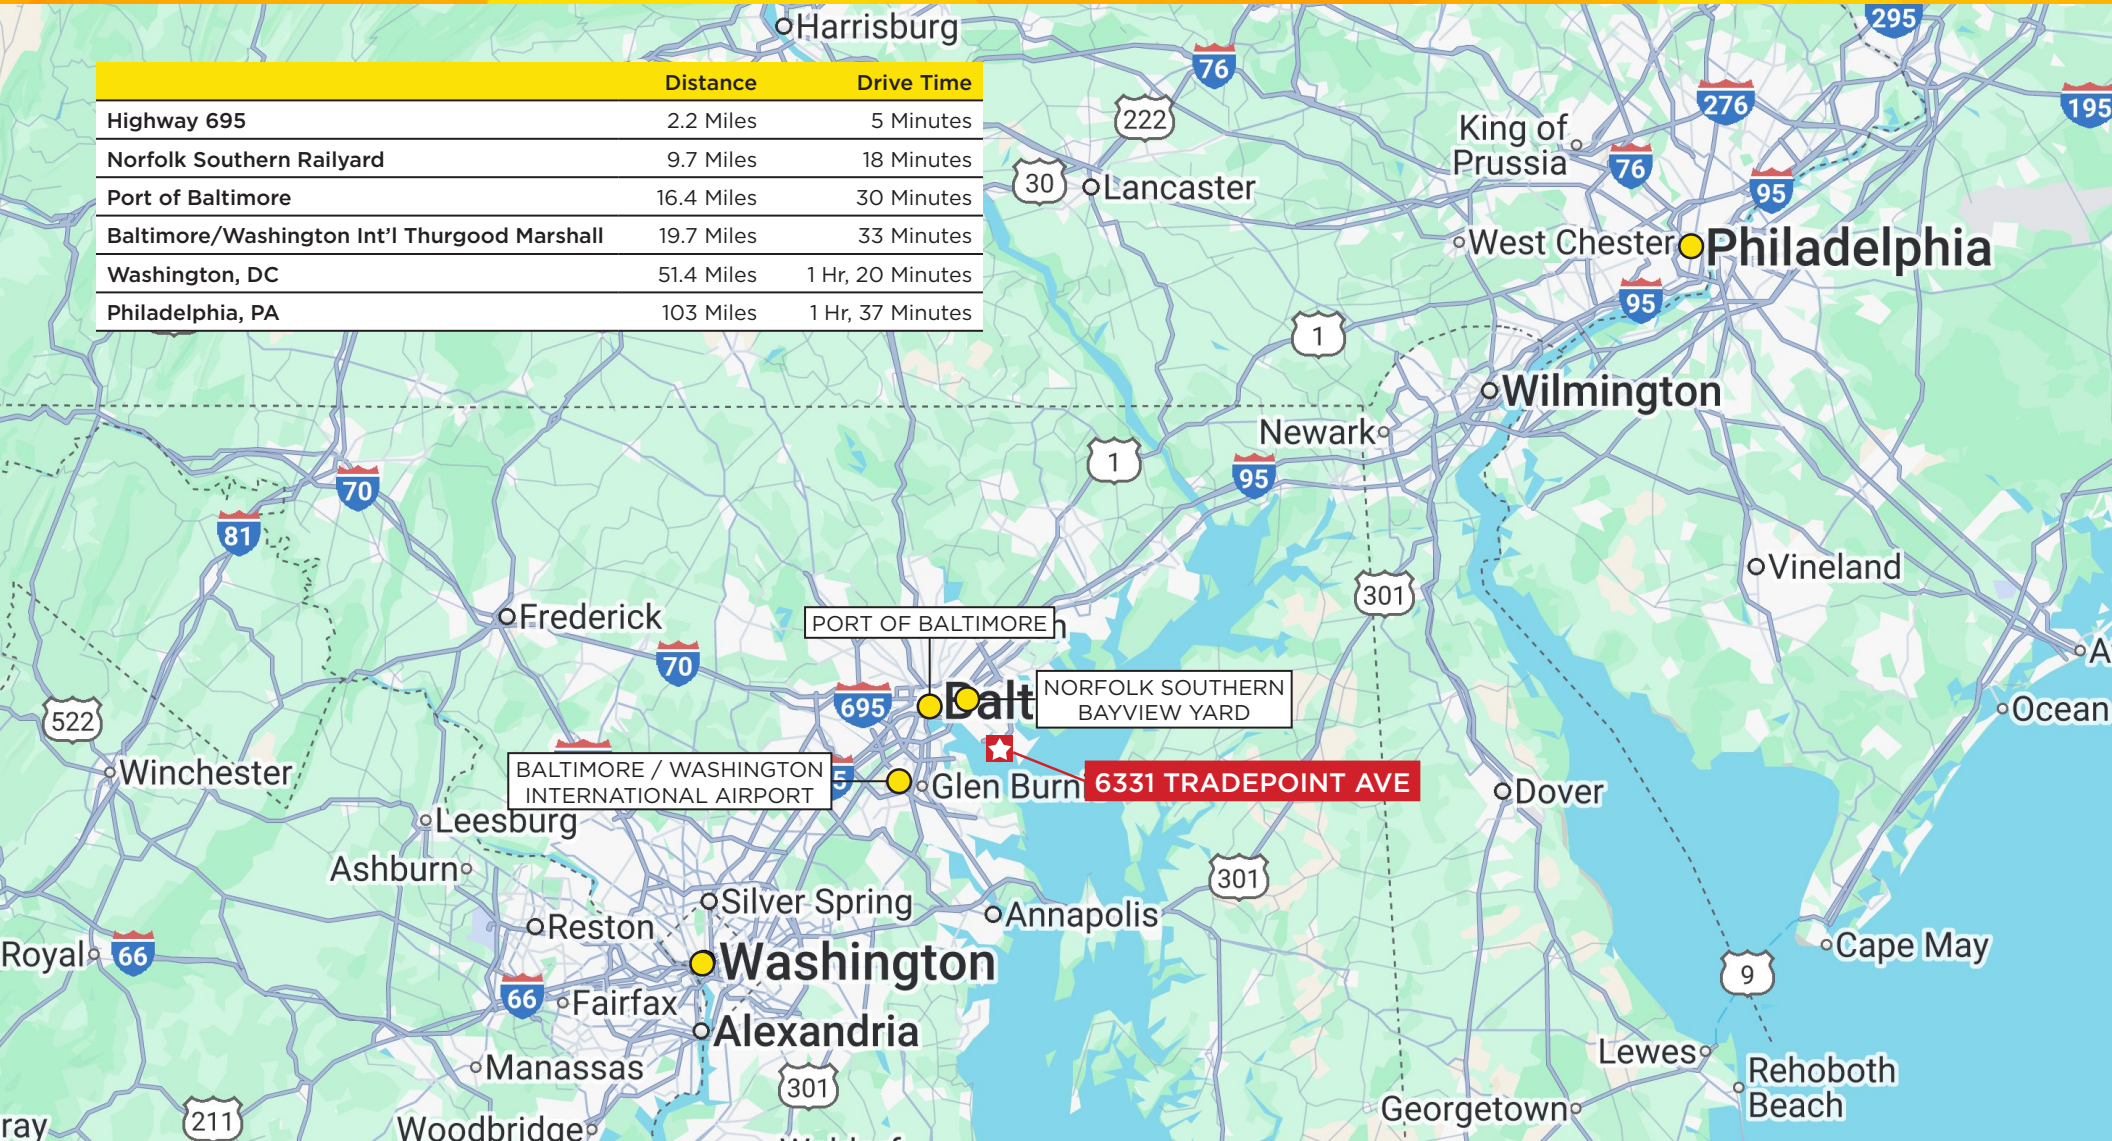 Harrisburg
295
76
Distance Drive Time
Highway 695 2.2 Miles 5 Minutes
Norfolk Southern Railyard 9.7 Miles 18 Minutes
Port of Baltimore 16.4 Miles 30 Minutes
Baltimore/Washington Int'l Thurgood Marshall 19.7 Miles 33 Minutes
Washington, DC 51.4 Miles 1 Hr, 20 Minutes
Philadelphia, PA 103 Miles 1 Hr, 37 Minutes
222
276
195
King of
Prussia
76
30
Lancaster
95
West Chester
Philadelphia
95
1
Wilmington
Newark
1
95
70
81
Vineland
301
Frederick
PORT OF BALTIMORE
70
695
Balt
NORFOLK SOUTHERN
BAYVIEW YARD
522
Ocean
Winchester
BALTIMORE / WASHINGTON
INTERNATIONAL AIRPORT
5
Glen Burni
6331 TRADEPOINT AVE
Dover
Leesburg
Ashburn
301
Silver Spring
Annapolis
Reston
Royal
66
Washington
Cape May
9
66
Fairfax
Alexandria
Manassas
301
Lewes
Rehoboth
Beach
Georgetown
211
ray
Woodbridge